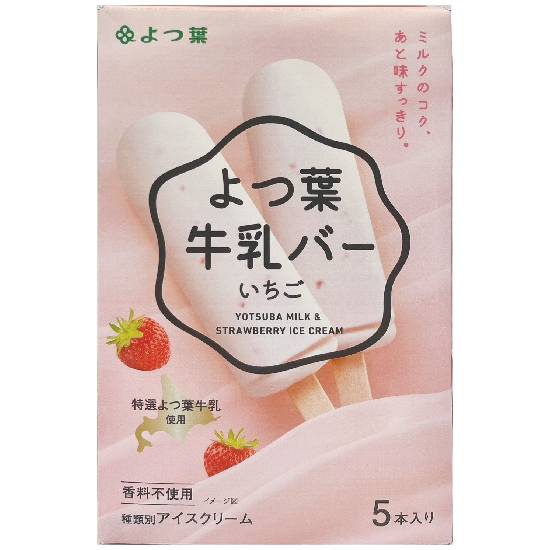 よつ葉
ミルクのコク、
あと味すっきり。
よつ葉
牛乳バー
いちご
YOTSUBA MILK &
STRAWBERRY ICE CREAM
特選よつ葉牛乳
使用
香料不使用
イメージ図
種類別アイスクリーム
5本入り